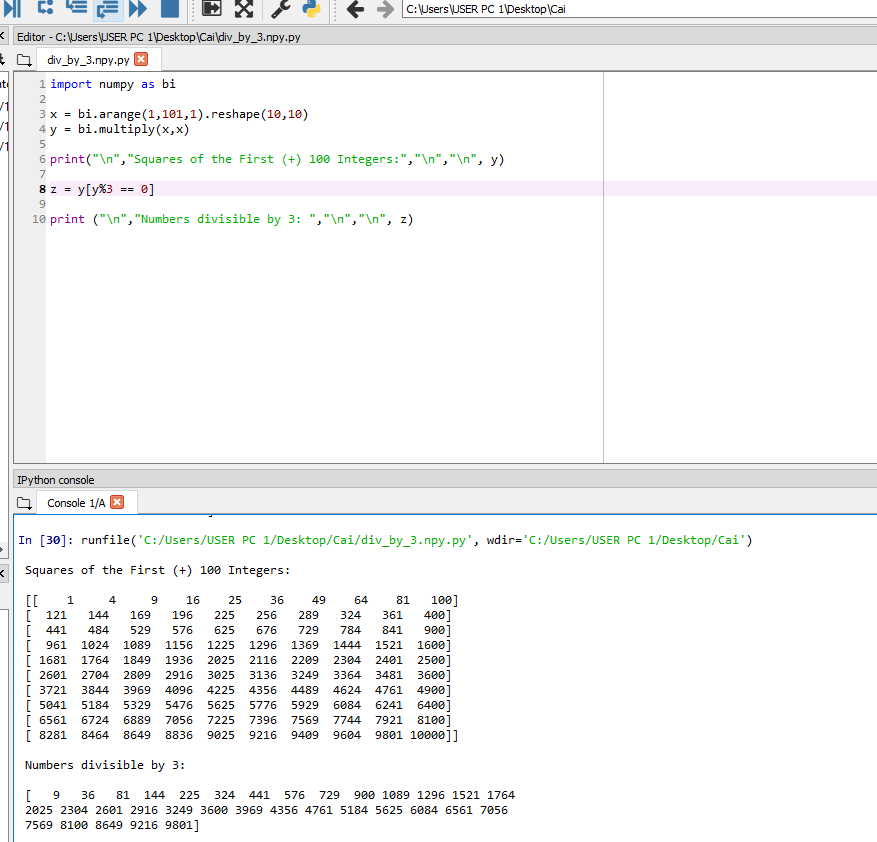 C:\Users\USER PC 1\Desktop\Cai
Editor - C:\Users\USER PC 1\Desktop\Cai\div_by_3.npy.py
div_by_3.npy.py
1 import numpy as bi
2
3 x = bi.arange(1,101,1).reshape(10,10)
4 y = bi.multiply(x,x)
5
6 print("\n","Squares of the First (+) 100 Integers:","\n","\n", y)
7
8 z = y[y%3 == 0]
9
10 print ("\n","Numbers divisible by 3: ","\n","\n", z)
IPython console
Console 1/A
In [30]: runfile('C:/Users/USER PC 1/Desktop/Cai/div_by_3.npy.py', wdir='C:/Users/USER PC 1/Desktop/Cai')
Squares of the First (+) 100 Integers:
[[    1     4     9    16    25    36    49    64    81   100]
[  121   144   169   196   225   256   289   324   361   400]
[  441   484   529   576   625   676   729   784   841   900]
[  961  1024  1089  1156  1225  1296  1369  1444  1521  1600]
[ 1681  1764  1849  1936  2025  2116  2209  2304  2401  2500]
[ 2601  2704  2809  2916  3025  3136  3249  3364  3481  3600]
[ 3721  3844  3969  4096  4225  4356  4489  4624  4761  4900]
[ 5041  5184  5329  5476  5625  5776  5929  6084  6241  6400]
[ 6561  6724  6889  7056  7225  7396  7569  7744  7921  8100]
[ 8281  8464  8649  8836  9025  9216  9409  9604  9801 10000]]
Numbers divisible by 3:
[   9   36   81  144  225  324  441  576  729  900 1089 1296 1521 1764
2025 2304 2601 2916 3249 3600 3969 4356 4761 5184 5625 6084 6561 7056
7569 8100 8649 9216 9801]